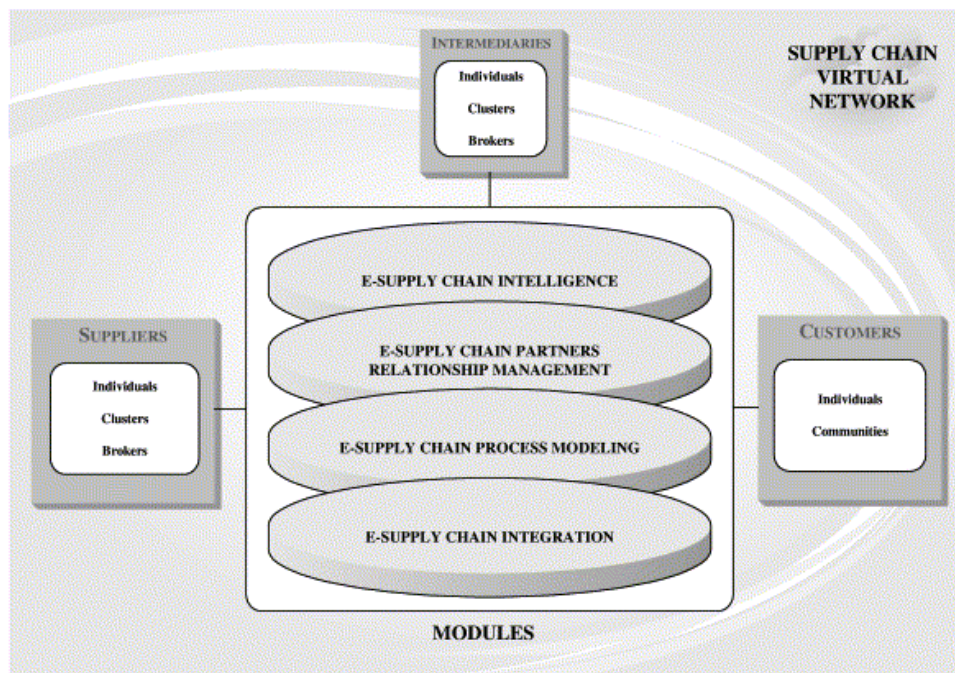 INTERMEDIARIES
Individuals
Clusters
Brokers
SUPPLY CHAIN
VIRTUAL
NETWORK
E-SUPPLY CHAIN INTELLIGENCE
SUPPLIERS
Individuals
Clusters
Brokers
E-SUPPLY CHAIN PARTNERS
RELATIONSHIP MANAGEMENT
CUSTOMERS
Individuals
Communities
E-SUPPLY CHAIN PROCESS MODELING
E-SUPPLY CHAIN INTEGRATION
MODULES